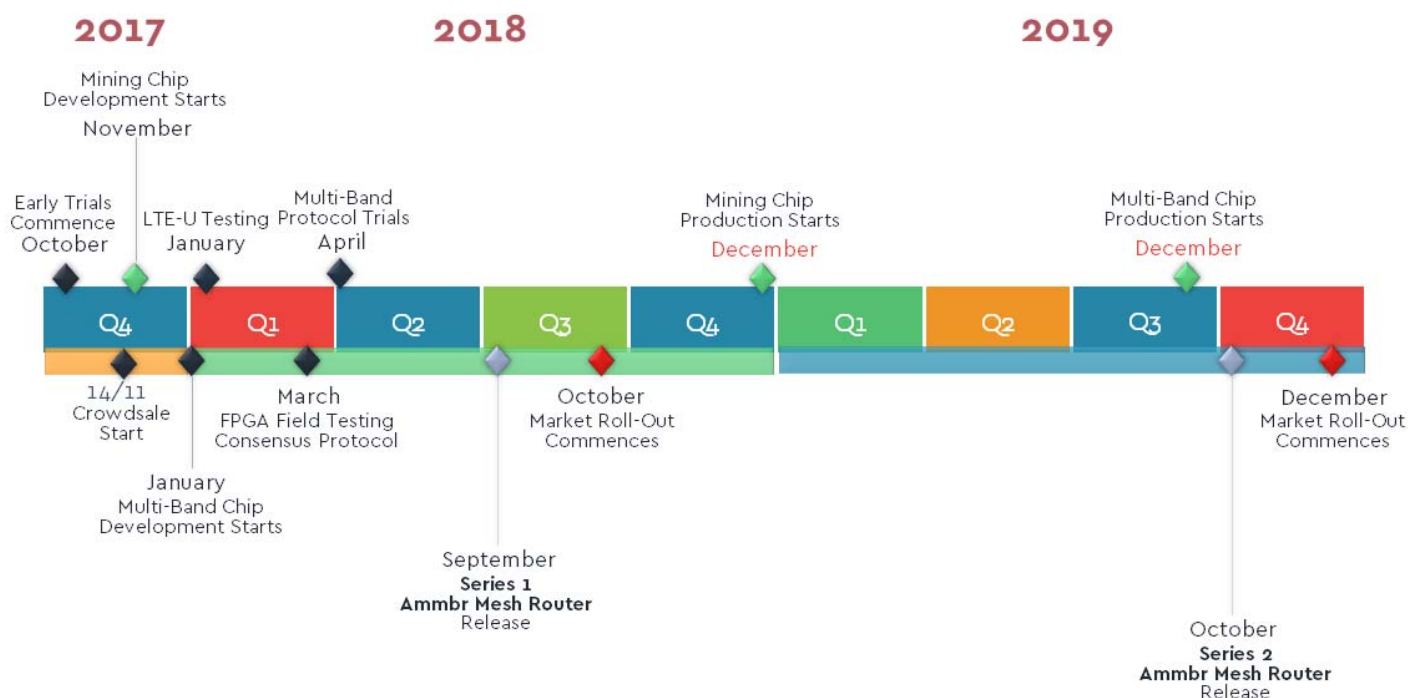 2017
2018
2019
Mining Chip
Development Starts
November
Early Trials
Commence
October
LTE-U Testing
January
Multi-Band
Protocol Trials
April
Mining Chip
Production Starts
December
Multi-Band Chip
Production Starts
December
Q4
Q1
Q2
Q3
Q4
Q1
Q2
Q3
Q4
14/11
Crowdsale
Start
January
Multi-Band Chip
Development Starts
March
FPGA Field Testing
Consensus Protocol
September
Series 1
Ammbr Mesh Router
Release
October
Market Roll-Out
Commences
October
Series 2
Ammbr Mesh Router
Release
December
Market Roll-Out
Commences